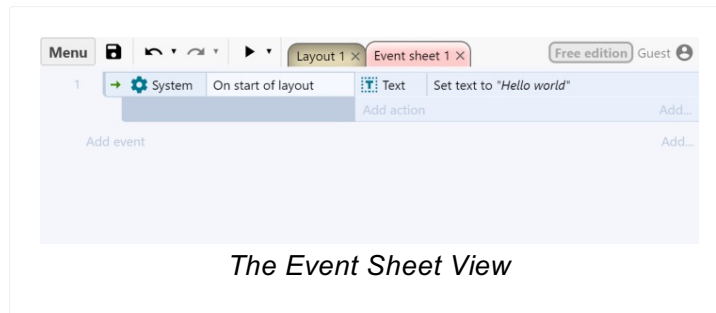 Menu Layout 1 × Event sheet 1 × Free edition Guest
1 System On start of layout Text Set text to "Hello world"
Add action Add...
Add event Add...
The Event Sheet View